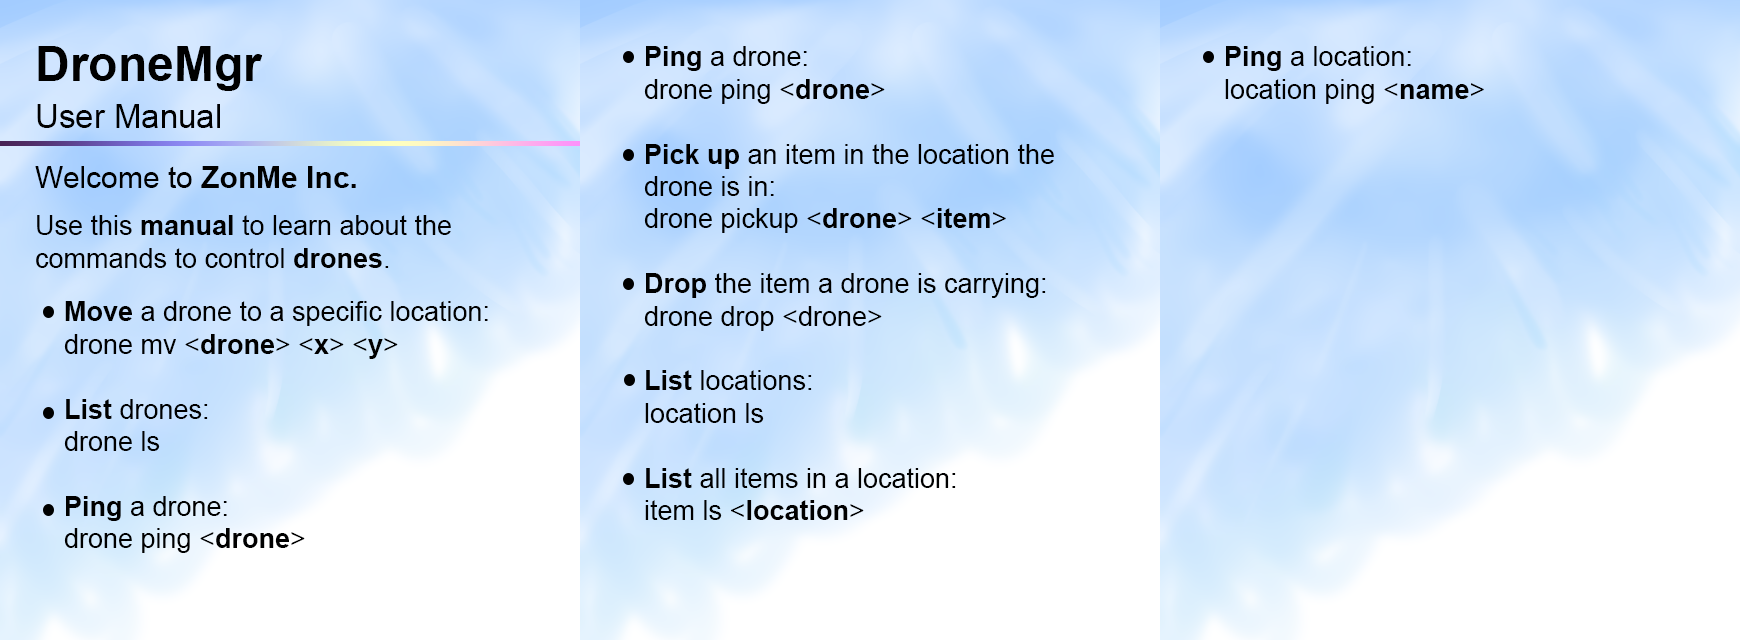 DroneMgr
User Manual
Welcome to ZonMe Inc.
Use this manual to learn about the
commands to control drones.
● Move a drone to a specific location:
drone mv <drone> <x> <y>
● List drones:
drone ls
● Ping a drone:
drone ping <drone>
● Ping a drone:
drone ping <drone>
● Pick up an item in the location the
drone is in:
drone pickup <drone> <item>
● Drop the item a drone is carrying:
drone drop <drone>
● List locations:
location ls
● List all items in a location:
item ls <location>
● Ping a location:
location ping <name>